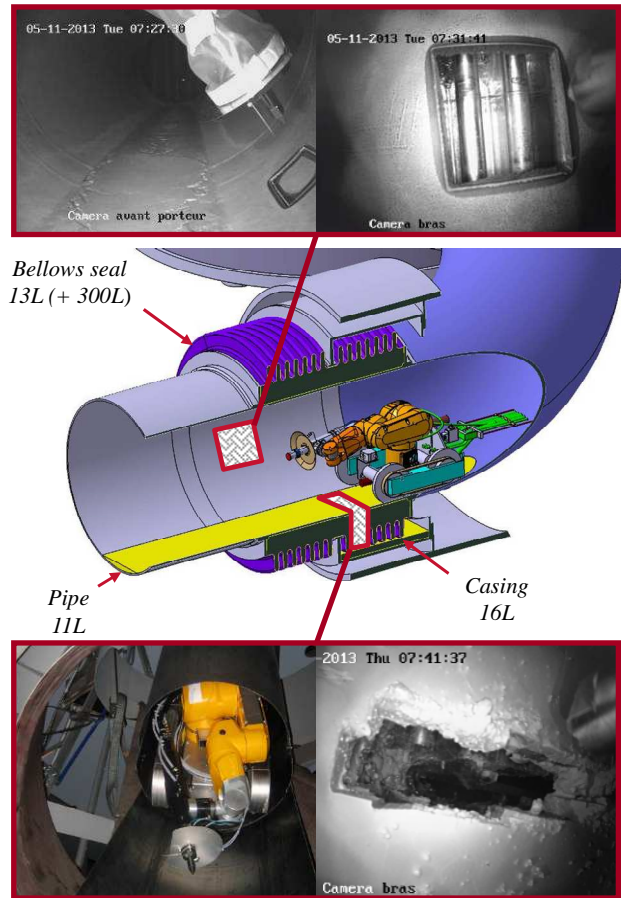 05-11-2013 Tue 07:27:30
05-11-2013 Tue 07:31:41
Camera avant porteur
Camera bras
Bellows seal
13L (+ 300L)
Pipe
11L
Casing
16L
2013 Thu 07:41:37
Camera bras